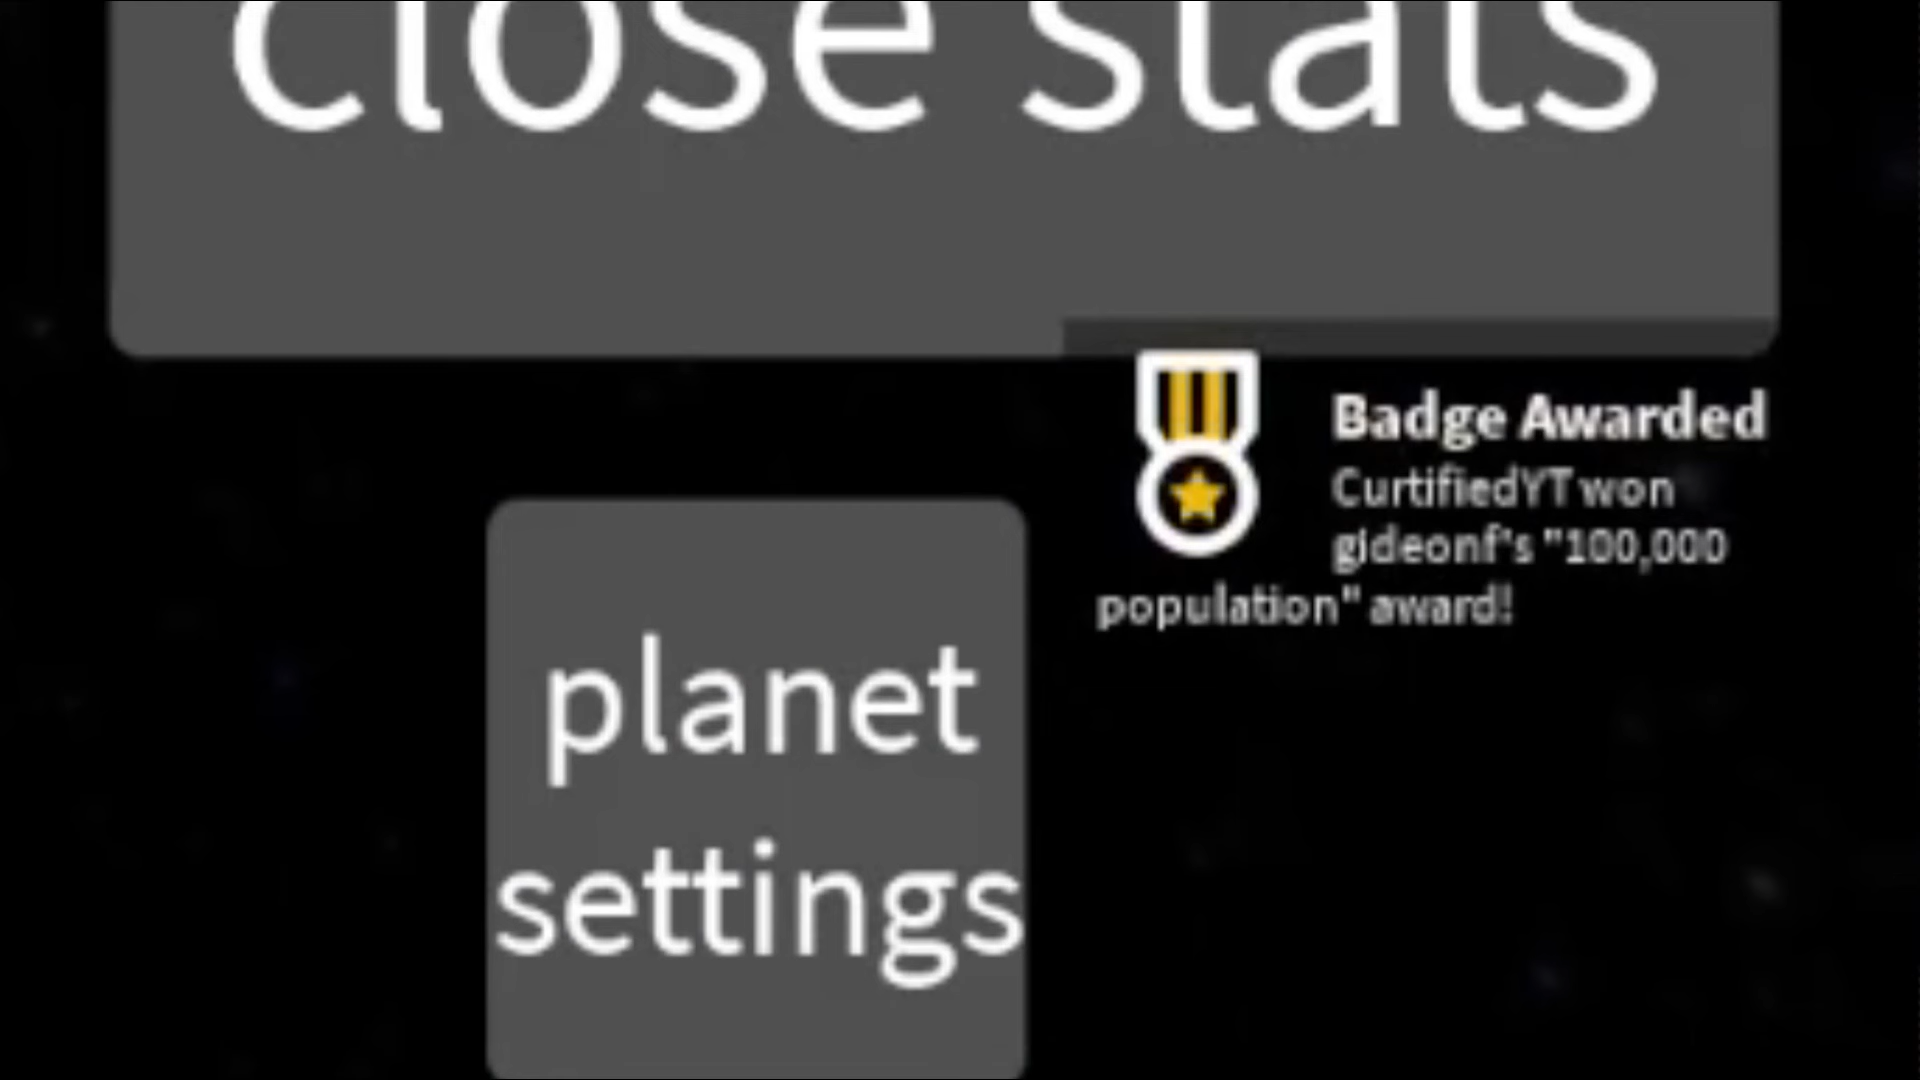 close stats
Badge Awarded
CurtifiedYT won
gideonf's "100,000
population" award!
planet
settings